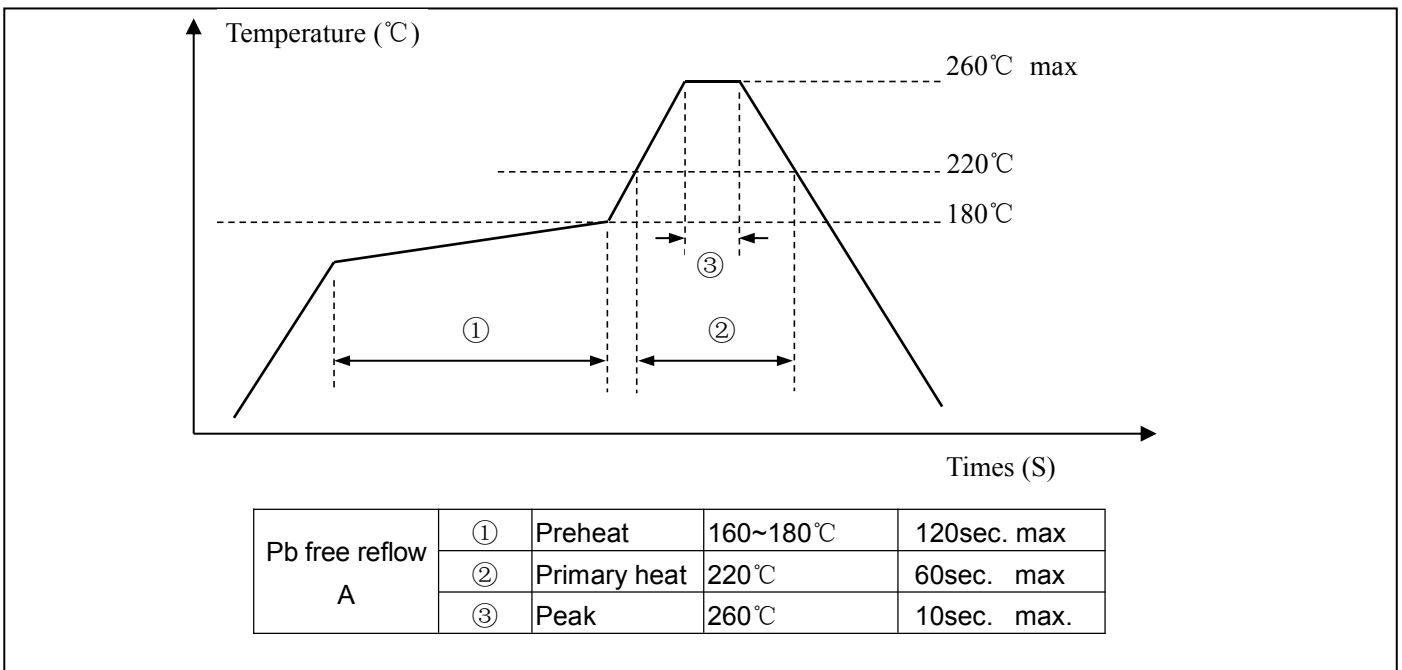 Temperature (℃)
260℃ max
220℃
180℃
③
①
②
Times (S)
Pb free reflow
A
① Preheat 160~180℃ 120sec. max
② Primary heat 220℃ 60sec. max
③ Peak 260℃ 10sec. max.